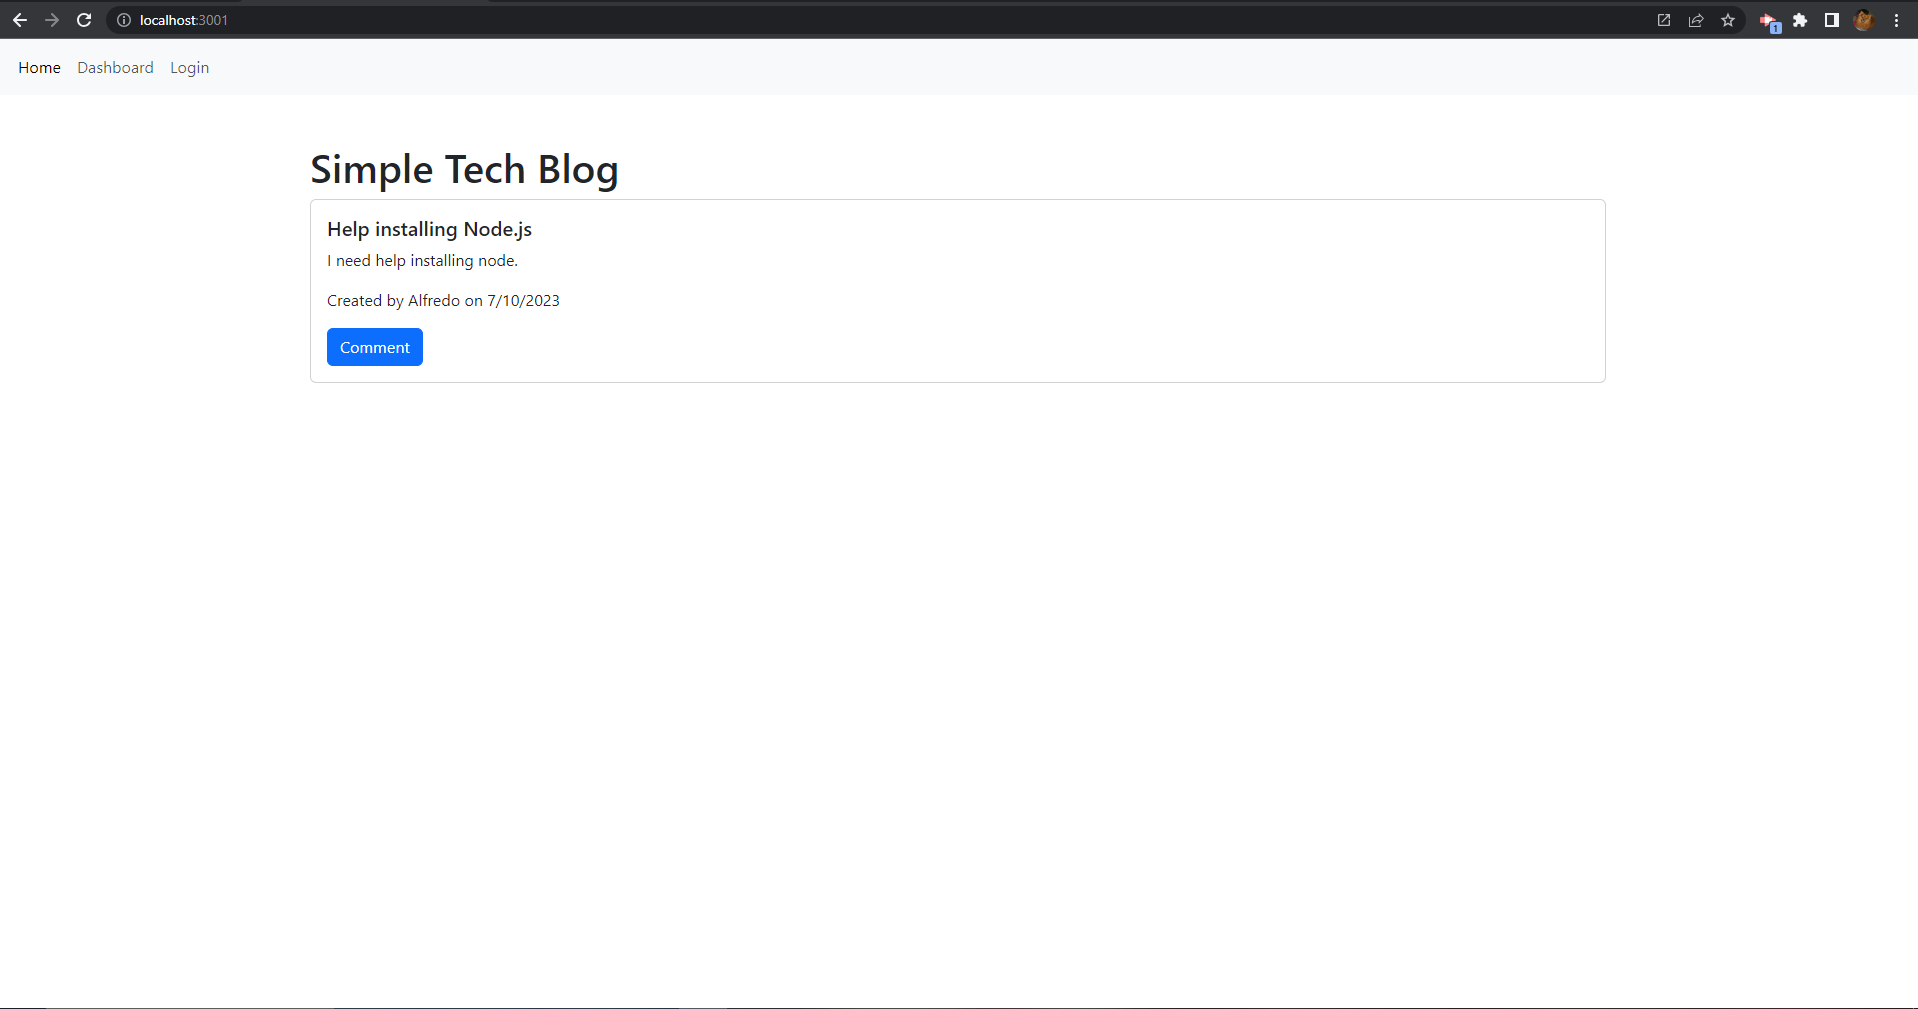 localhost:3001
1
Home Dashboard Login
Simple Tech Blog
Help installing Node.js
I need help installing node.
Created by Alfredo on 7/10/2023
Comment